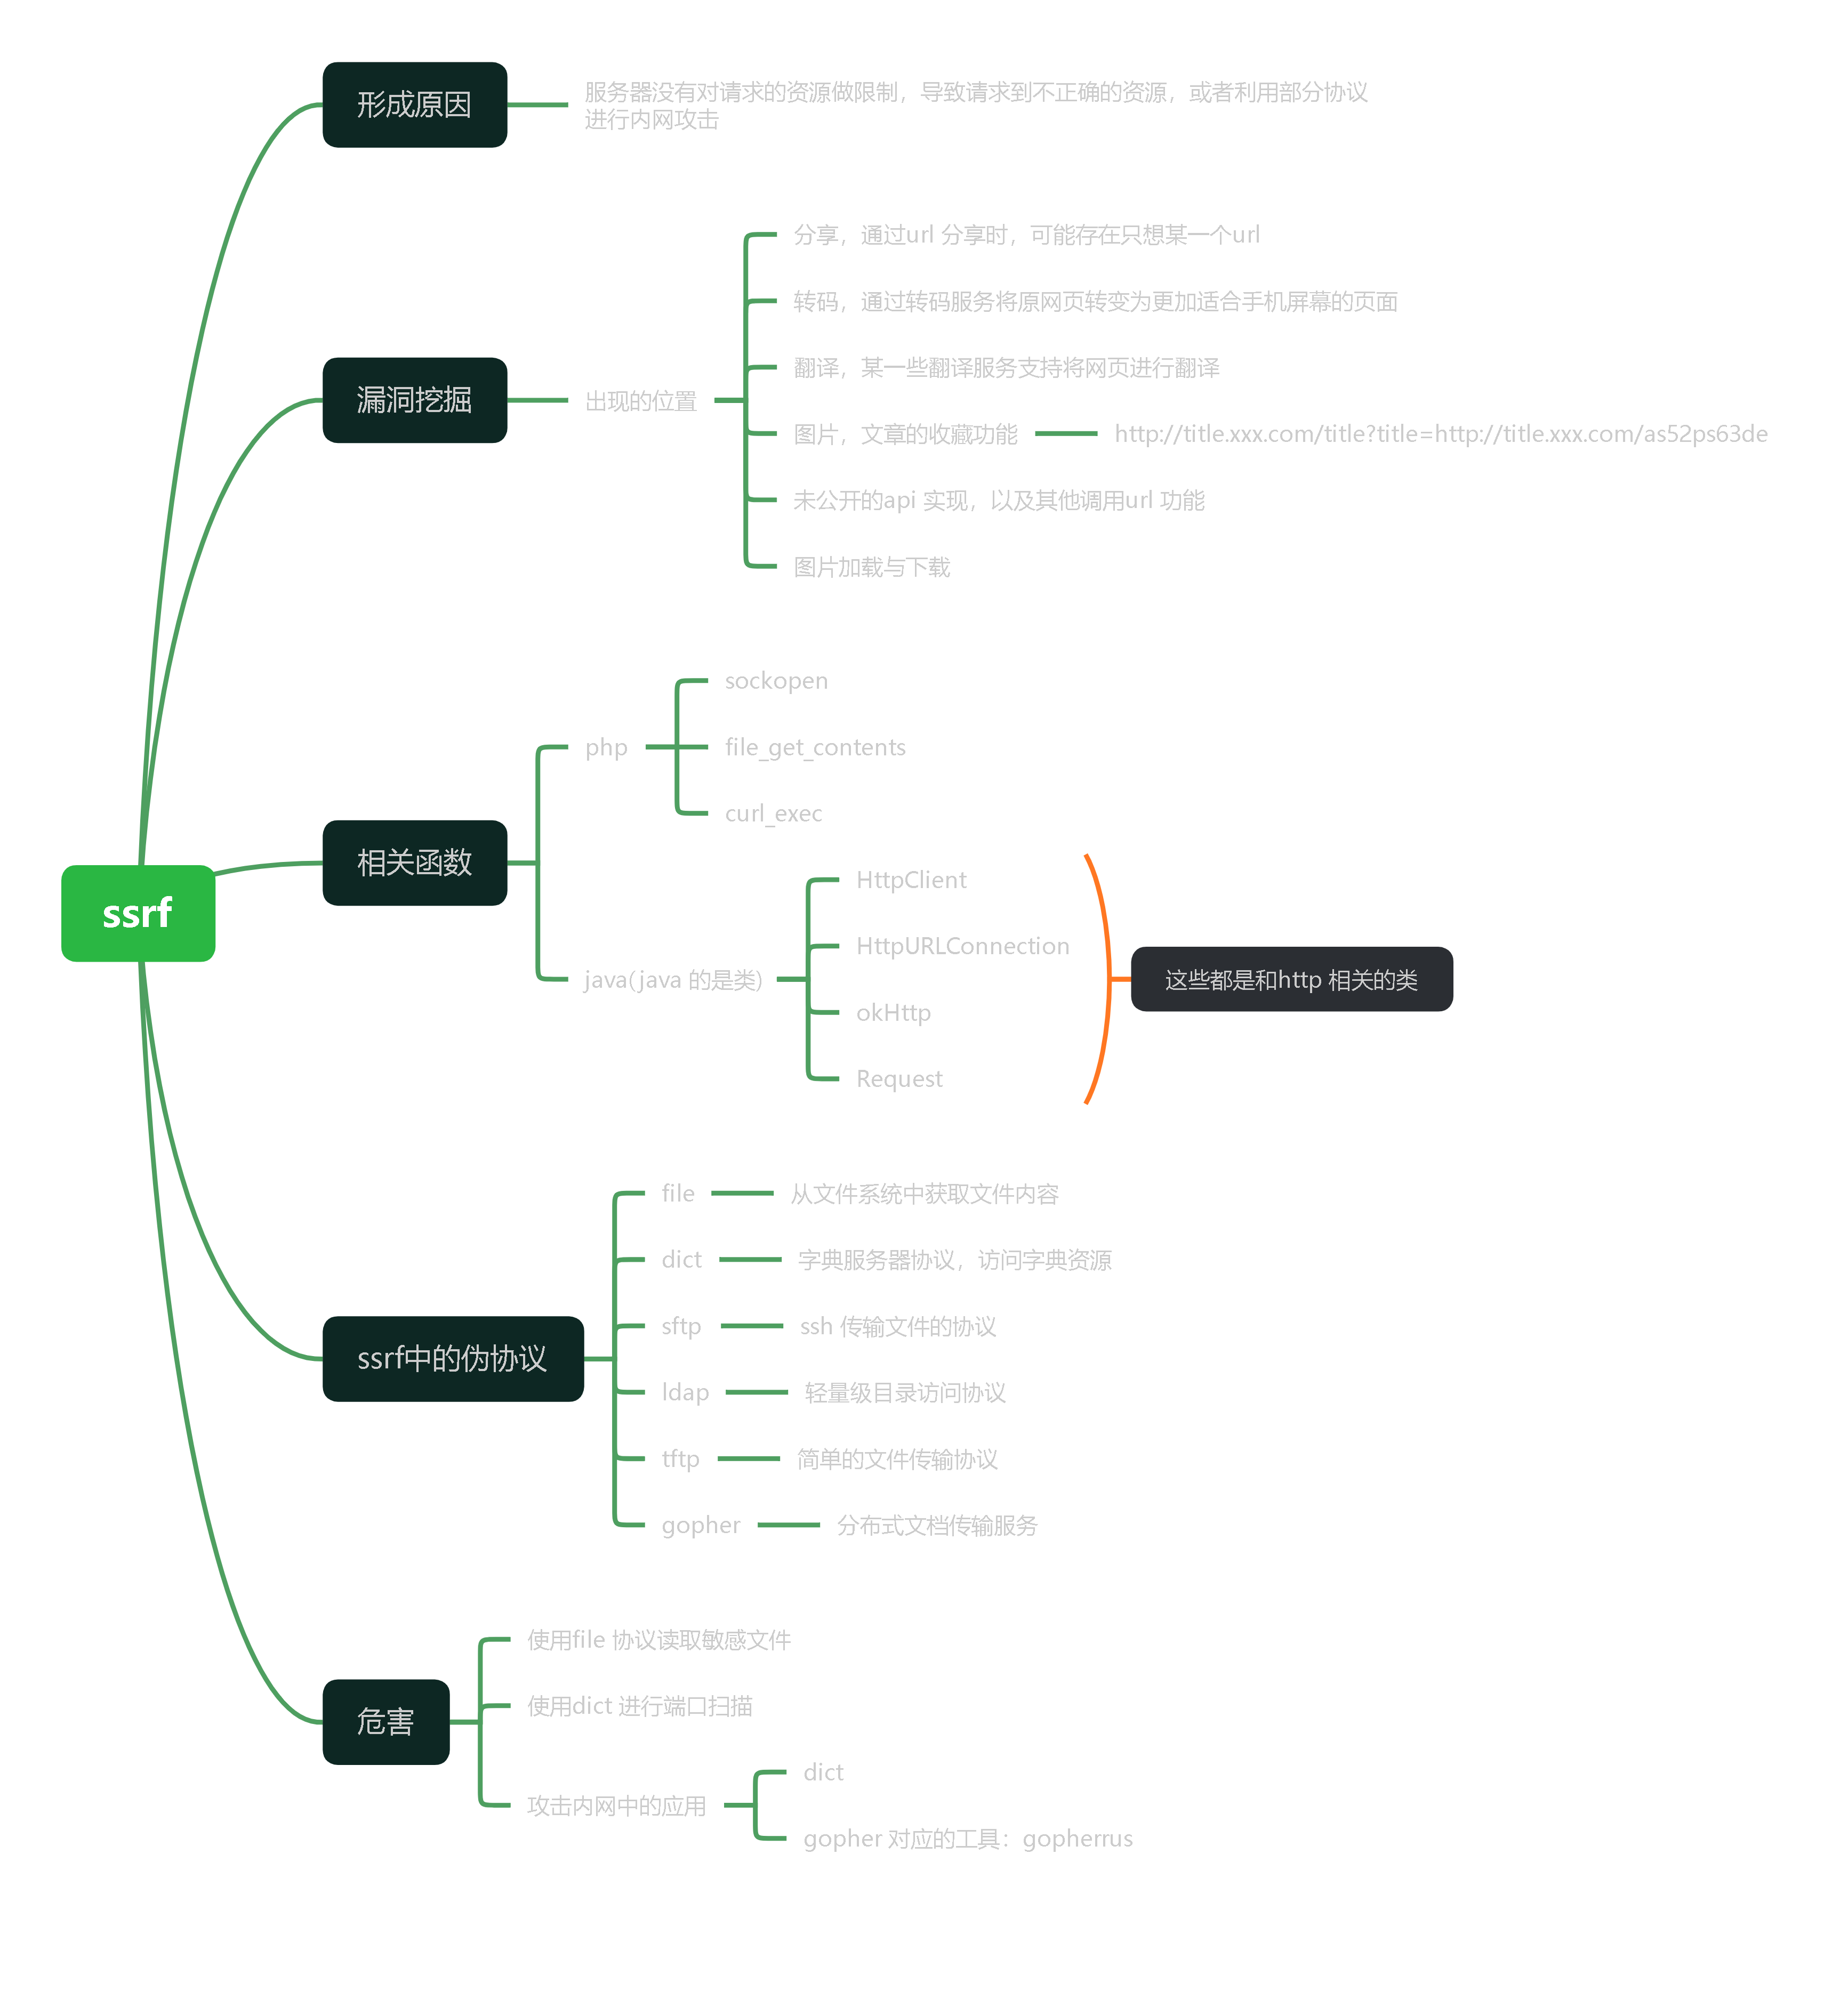 形成原因
服务器没有对请求的资源做限制，导致请求到不正确的资源，或者利用部分协议
进行内网攻击
漏洞挖掘
出现的位置
分享，通过url 分享时，可能存在只想某一个url
转码，通过转码服务将原网页转变为更加适合手机屏幕的页面
翻译，某一些翻译服务支持将网页进行翻译
图片，文章的收藏功能
http://title.xxx.com/title?title=http://title.xxx.com/as52ps63de
未公开的api 实现，以及其他调用url 功能
图片加载与下载
ssrf
相关函数
php
sockopen
file_get_contents
curl_exec
java(java 的是类)
HttpClient
HttpURLConnection
okHttp
Request
这些都是和http 相关的类
ssrf中的伪协议
file
从文件系统中获取文件内容
dict
字典服务器协议，访问字典资源
sftp
ssh 传输文件的协议
ldap
轻量级目录访问协议
tftp
简单的文件传输协议
gopher
分布式文档传输服务
危害
使用file 协议读取敏感文件
使用dict 进行端口扫描
攻击内网中的应用
dict
gopher 对应的工具：gopherrus